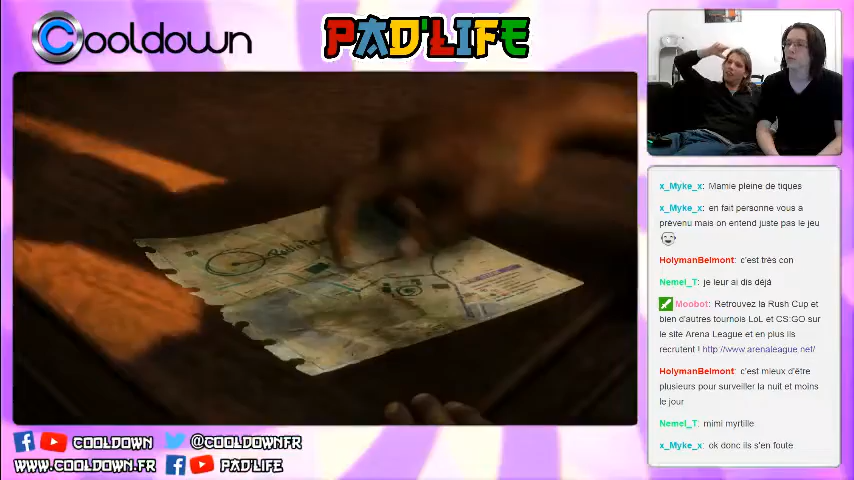 Cooldown
PAD'LIFE
x_Myke_x: Mamie pleine de tiques
x_Myke_x: en fait personne vous a
prévenu mais on entend juste pas le jeu
HolymanBelmont: c'est très con
Nemel_T: je leur ai dis déjà
Moobot: Retrouvez la Rush Cup et
bien d'autres tournois LoL et CS:GO sur
le site Arena League et en plus ils
recrutent ! http://www.arenaleague.net/
HolymanBelmont: c'est mieux d'être
plusieurs pour surveiller la nuit et moins
le jour
Nemel_T: mimi myrtille
x_Myke_x: ok donc ils s'en foute
COOLDOWN @COOLDOWNFR
WWW.COOLDOWN.FR PAD'LIFE